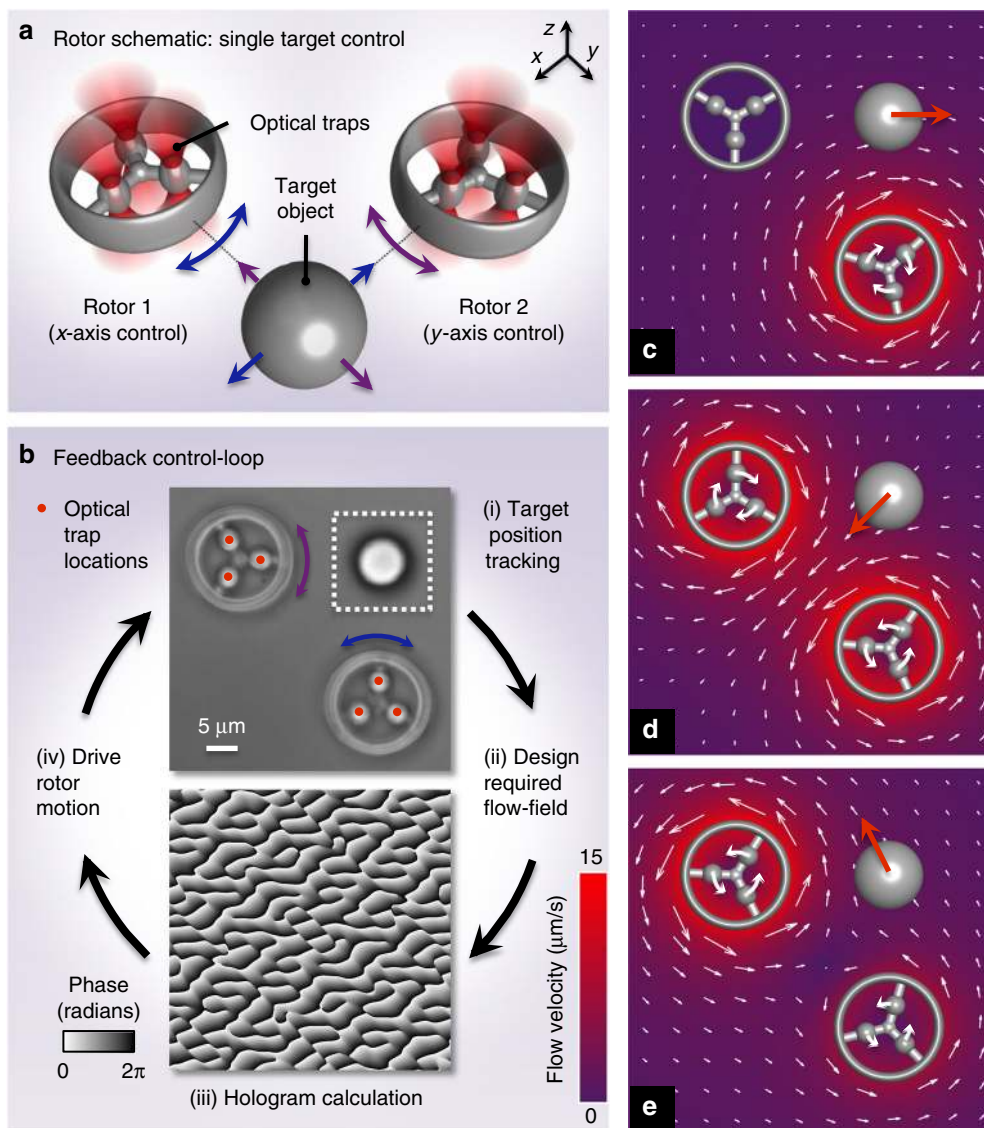 a Rotor schematic: single target control
z
x
y
Optical traps
Target
object
Rotor 1
(x-axis control)
Rotor 2
(y-axis control)
b Feedback control-loop
Optical
trap
locations
(i) Target
position
tracking
5 μm
(iv) Drive
rotor
motion
(ii) Design
required
flow-field
Phase
(radians)
0
2π
(iii) Hologram calculation
15
Flow velocity (μm/s)
0
c
d
e